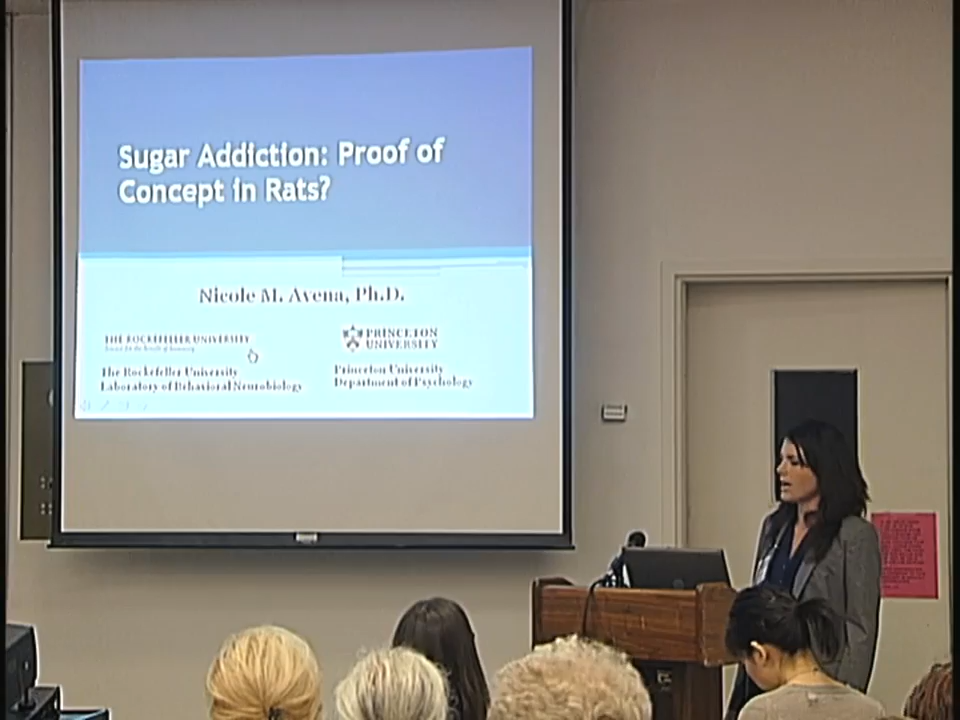 Sugar Addiction: Proof of
Concept in Rats?
Nicole M. Avena, Ph.D.
THE ROCKEFELLER UNIVERSITY
PRINCETON
UNIVERSITY
The Rockefeller University
Laboratory of Behavioral Neurobiology
Princeton University
Department of Psychology